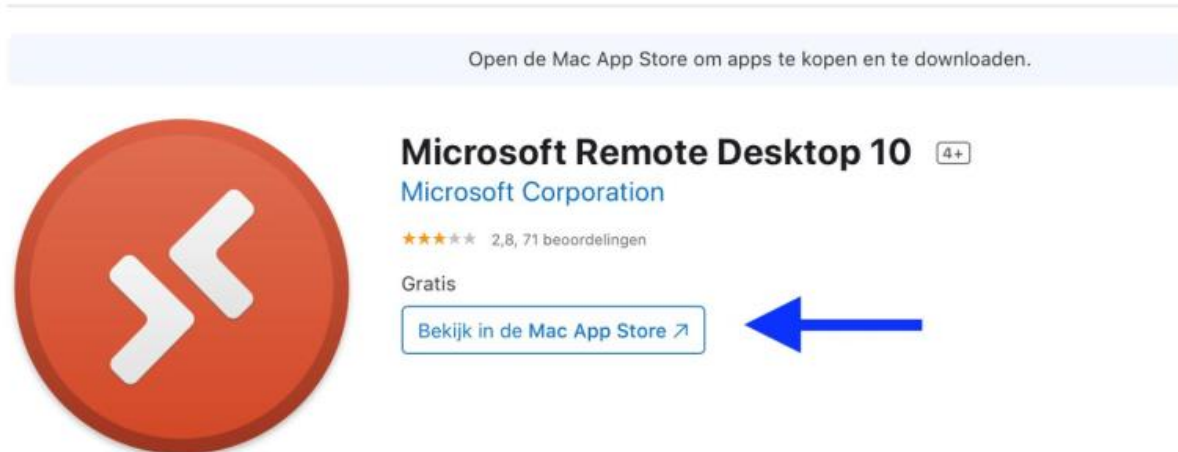 Open de Mac App Store om apps te kopen en te downloaden.
Microsoft Remote Desktop 10 4+
Microsoft Corporation
2,8, 71 beoordelingen
Gratis
Bekijk in de Mac App Store ↗